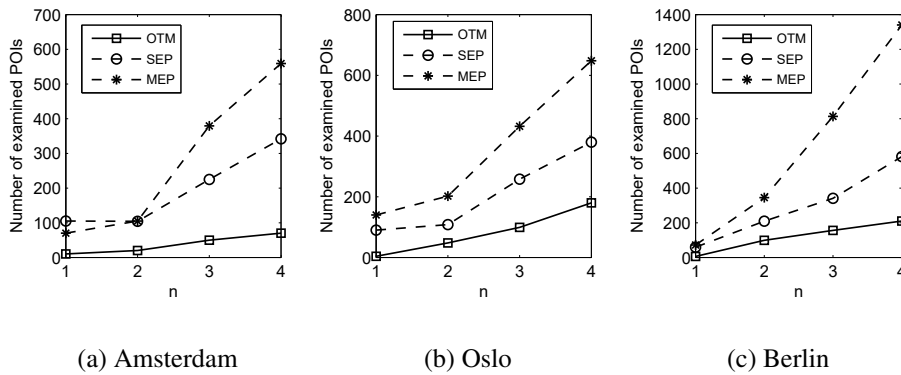 700
600
500
400
300
200
100
0
Number of examined POIs
OTM
SEP
MEP
1 2 3 4
n
(a) Amsterdam
800
600
400
200
0
Number of examined POIs
OTM
SEP
MEP
1 2 3 4
n
(b) Oslo
1400
1200
1000
800
600
400
200
0
Number of examined POIs
OTM
SEP
MEP
1 2 3 4
n
(c) Berlin